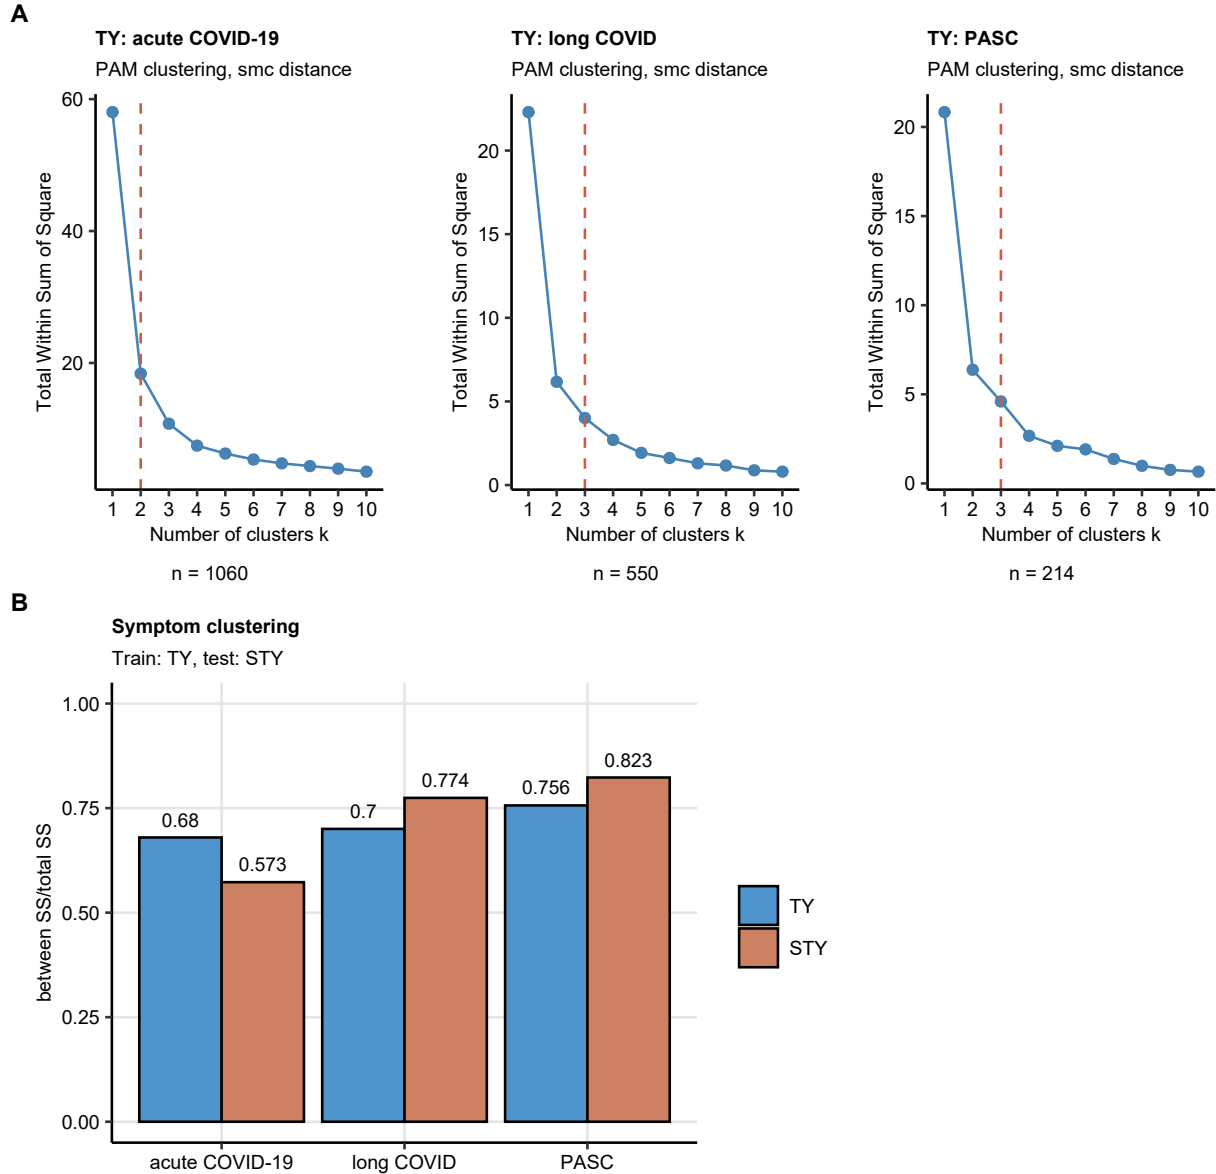 A
TY: acute COVID-19
PAM clustering, smc distance
60
40
20
Total Within Sum of Square
1 2 3 4 5 6 7 8 9 10
Number of clusters k
n = 1060
TY: long COVID
PAM clustering, smc distance
20
15
10
5
0
Total Within Sum of Square
1 2 3 4 5 6 7 8 9 10
Number of clusters k
n = 550
TY: PASC
PAM clustering, smc distance
20
15
10
5
0
Total Within Sum of Square
1 2 3 4 5 6 7 8 9 10
Number of clusters k
n = 214
B
Symptom clustering
Train: TY, test: STY
1.00
0.75
0.50
0.25
0.00
between SS/total SS
0.68
0.573
0.7
0.774
0.756
0.823
acute COVID-19 long COVID PASC
TY
STY